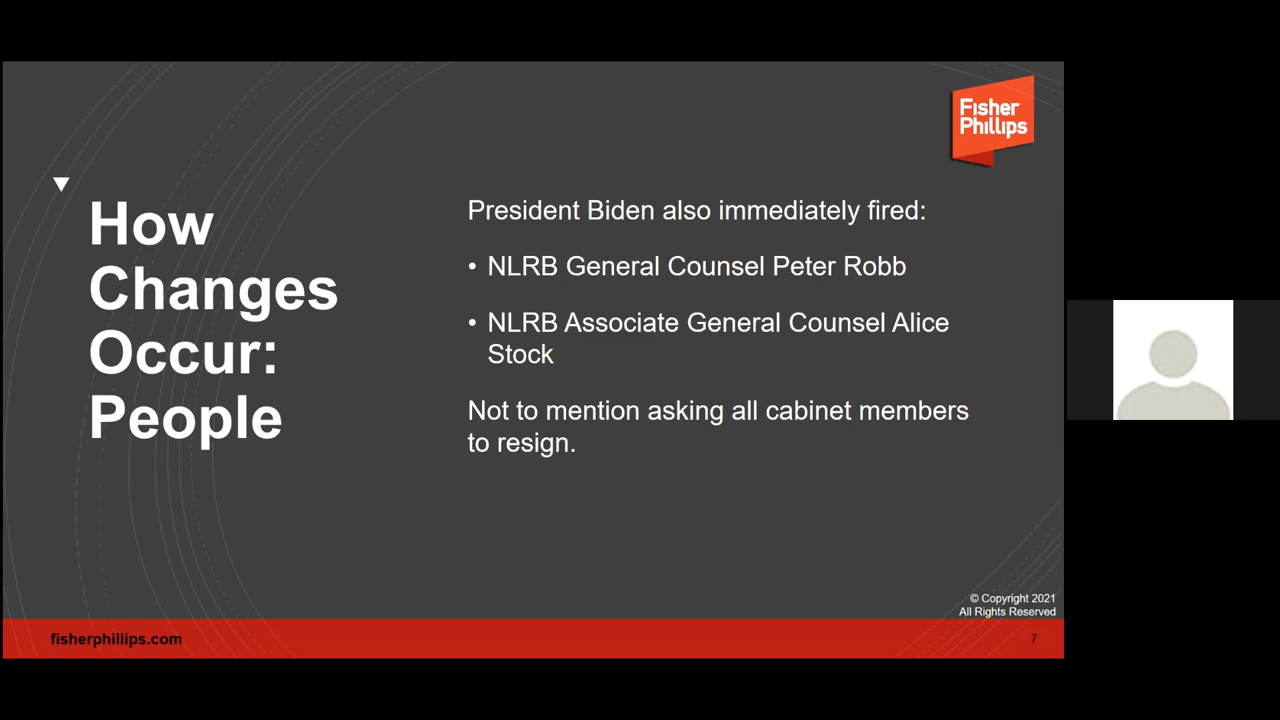 Fisher
Phillips
How
Changes
Occur:
People
President Biden also immediately fired:
• NLRB General Counsel Peter Robb
• NLRB Associate General Counsel Alice
Stock
Not to mention asking all cabinet members
to resign.
© Copyright 2021
All Rights Reserved
fisherphillips.com
7